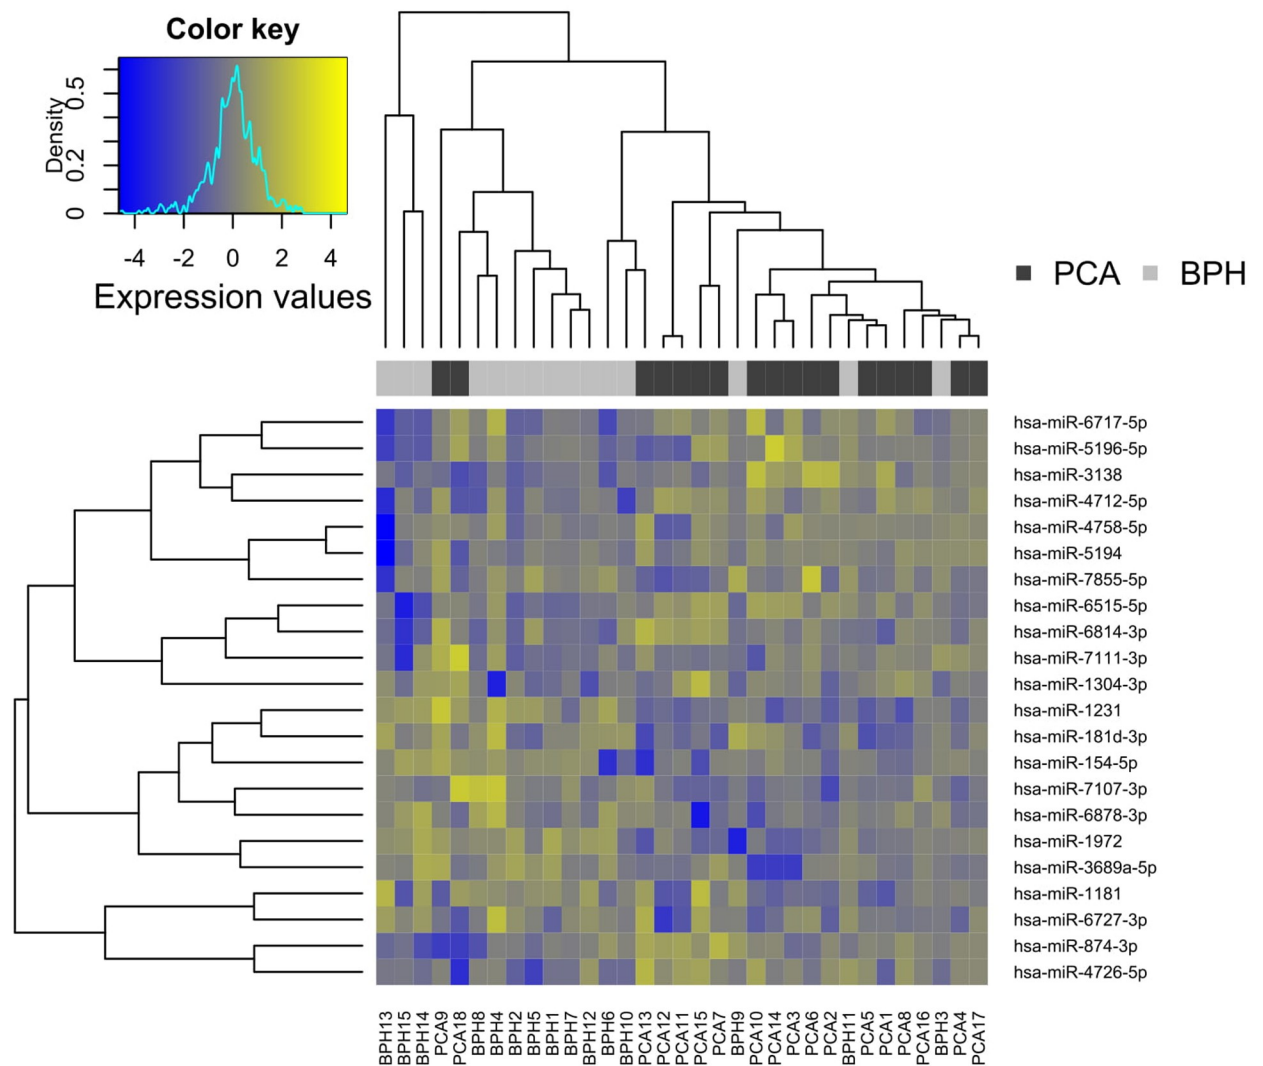 Color key
Density
0 0.2 0.5
-4 -2 0 2 4
Expression values
PCA BPH
hsa-miR-6717-5p
hsa-miR-5196-5p
hsa-miR-3138
hsa-miR-4712-5p
hsa-miR-4758-5p
hsa-miR-5194
hsa-miR-7855-5p
hsa-miR-6515-5p
hsa-miR-6814-3p
hsa-miR-7111-3p
hsa-miR-1304-3p
hsa-miR-1231
hsa-miR-181d-3p
hsa-miR-154-5p
hsa-miR-7107-3p
hsa-miR-6878-3p
hsa-miR-1972
hsa-miR-3689a-5p
hsa-miR-1181
hsa-miR-6727-3p
hsa-miR-874-3p
hsa-miR-4726-5p
BPH13
BPH15
BPH14
PCA9
PCA18
BPH8
BPH4
BPH2
BPH5
BPH1
BPH7
BPH12
BPH6
BPH10
PCA13
PCA12
PCA11
PCA15
PCA7
BPH9
PCA10
PCA14
PCA3
PCA6
PCA2
BPH11
PCA5
PCA1
PCA8
PCA16
BPH3
PCA4
PCA17